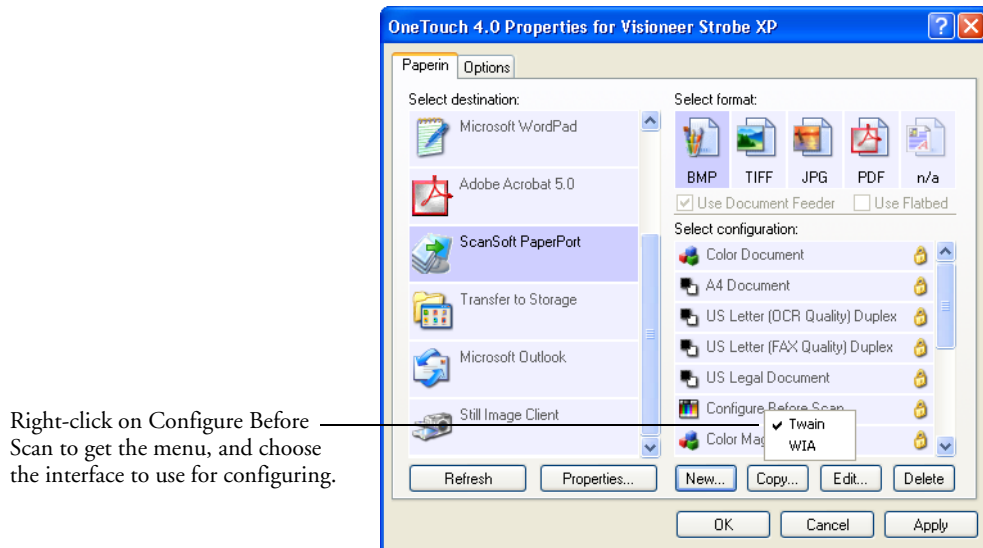 OneTouch 4.0 Properties for Visioneer Strobe XP
Paperin Options
Select destination:
Microsoft WordPad
Adobe Acrobat 5.0
ScanSoft PaperPort
Transfer to Storage
Microsoft Outlook
Still Image Client
Refresh Properties...
Select format:
BMP TIFF JPG PDF n/a
Use Document Feeder Use Flatbed
Select configuration:
Color Document
A4 Document
US Letter (OCR Quality) Duplex
US Letter (FAX Quality) Duplex
US Legal Document
Configure Before Scan
Color Mag
Twain
WIA
New... Copy... Edit... Delete
OK Cancel Apply
Right-click on Configure Before
Scan to get the menu, and choose
the interface to use for configuring.